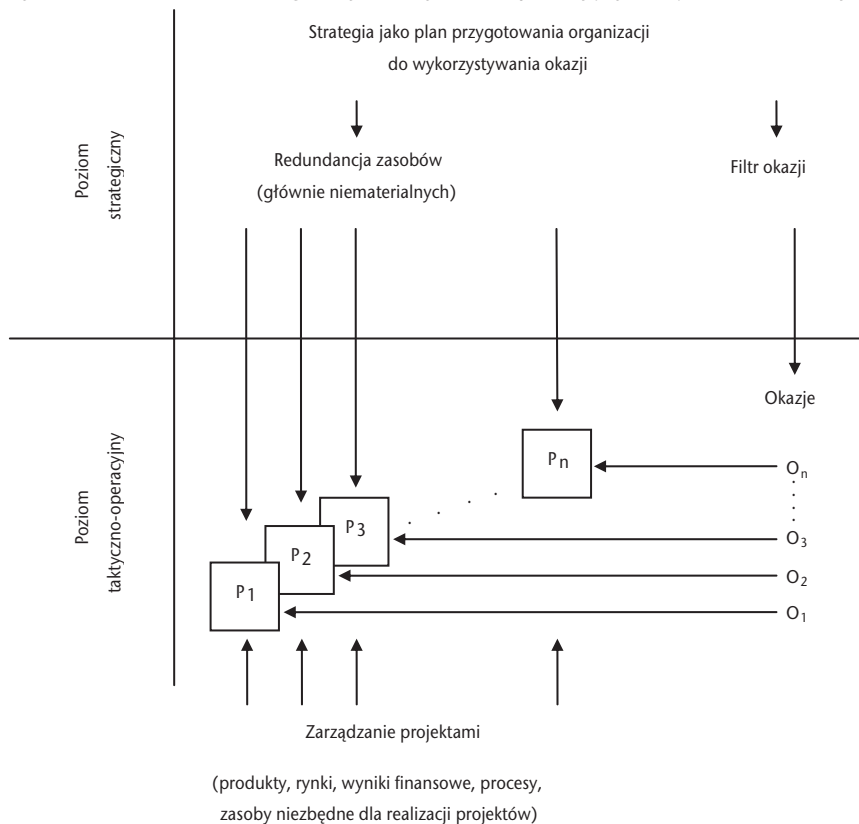 Strategia jako plan przygotowania organizacji
do wykorzystywania okazji
Poziom
strategiczny
Redundancja zasobów
(głównie niematerialnych)
Filtr okazji
Okazje
Poziom
taktyczno-operacyjny
Pn
On
P3
O3
P2
O2
P1
O1
Zarządzanie projektami
(produkty, rynki, wyniki finansowe, procesy,
zasoby niezbędne dla realizacji projektów)